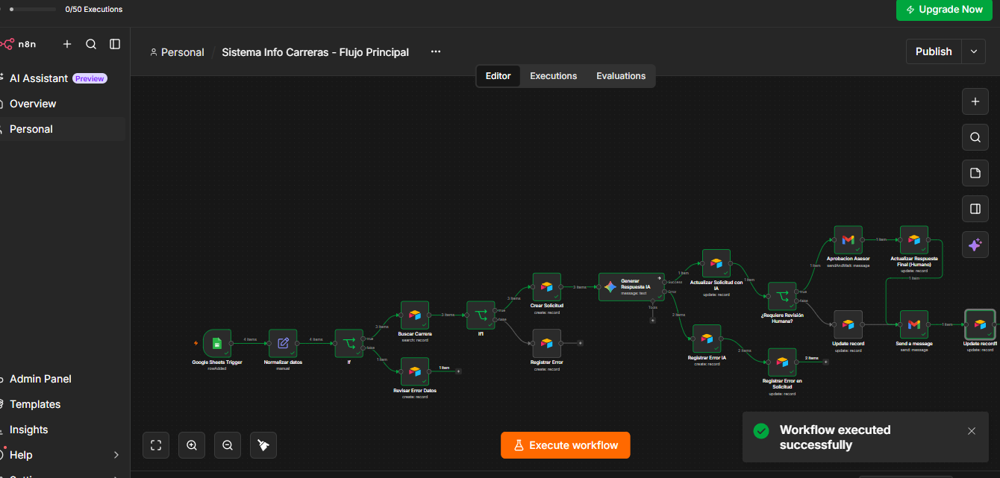 0/50 Executions
Upgrade Now
n8n
Personal
Sistema Info Carreras - Flujo Principal
Publish
Editor
Executions
Evaluations
AI Assistant
Preview
Overview
Personal
Google Sheets Trigger
rowAdded
4 items
Normalizar datos
manual
4 items
If
true
false
3 items
1 item
Buscar Carrera
search: record
3 items
Revisar Error Datos
create: record
1 item
If1
true
false
3 items
Crear Solicitud
create: record
3 items
Registrar Error
create: record
Generar
Respuesta IA
message: text
Success
Error
Tools
1 item
2 items
Actualizar Solicitud con
IA
update: record
1 item
Registrar Error IA
create: record
2 items
Registrar Error en
Solicitud
update: record
2 items
¿Requiere Revisión
Humana?
true
false
1 item
Aprobacion Asesor
sendAndWait: message
1 item
Actualizar Respuesta
Final (Humano)
update: record
1 item
Update record
update: record
Send a message
send: message
1 item
Update record1
update: record
Admin Panel
Templates
Insights
Help
Execute workflow
Workflow executed
successfully